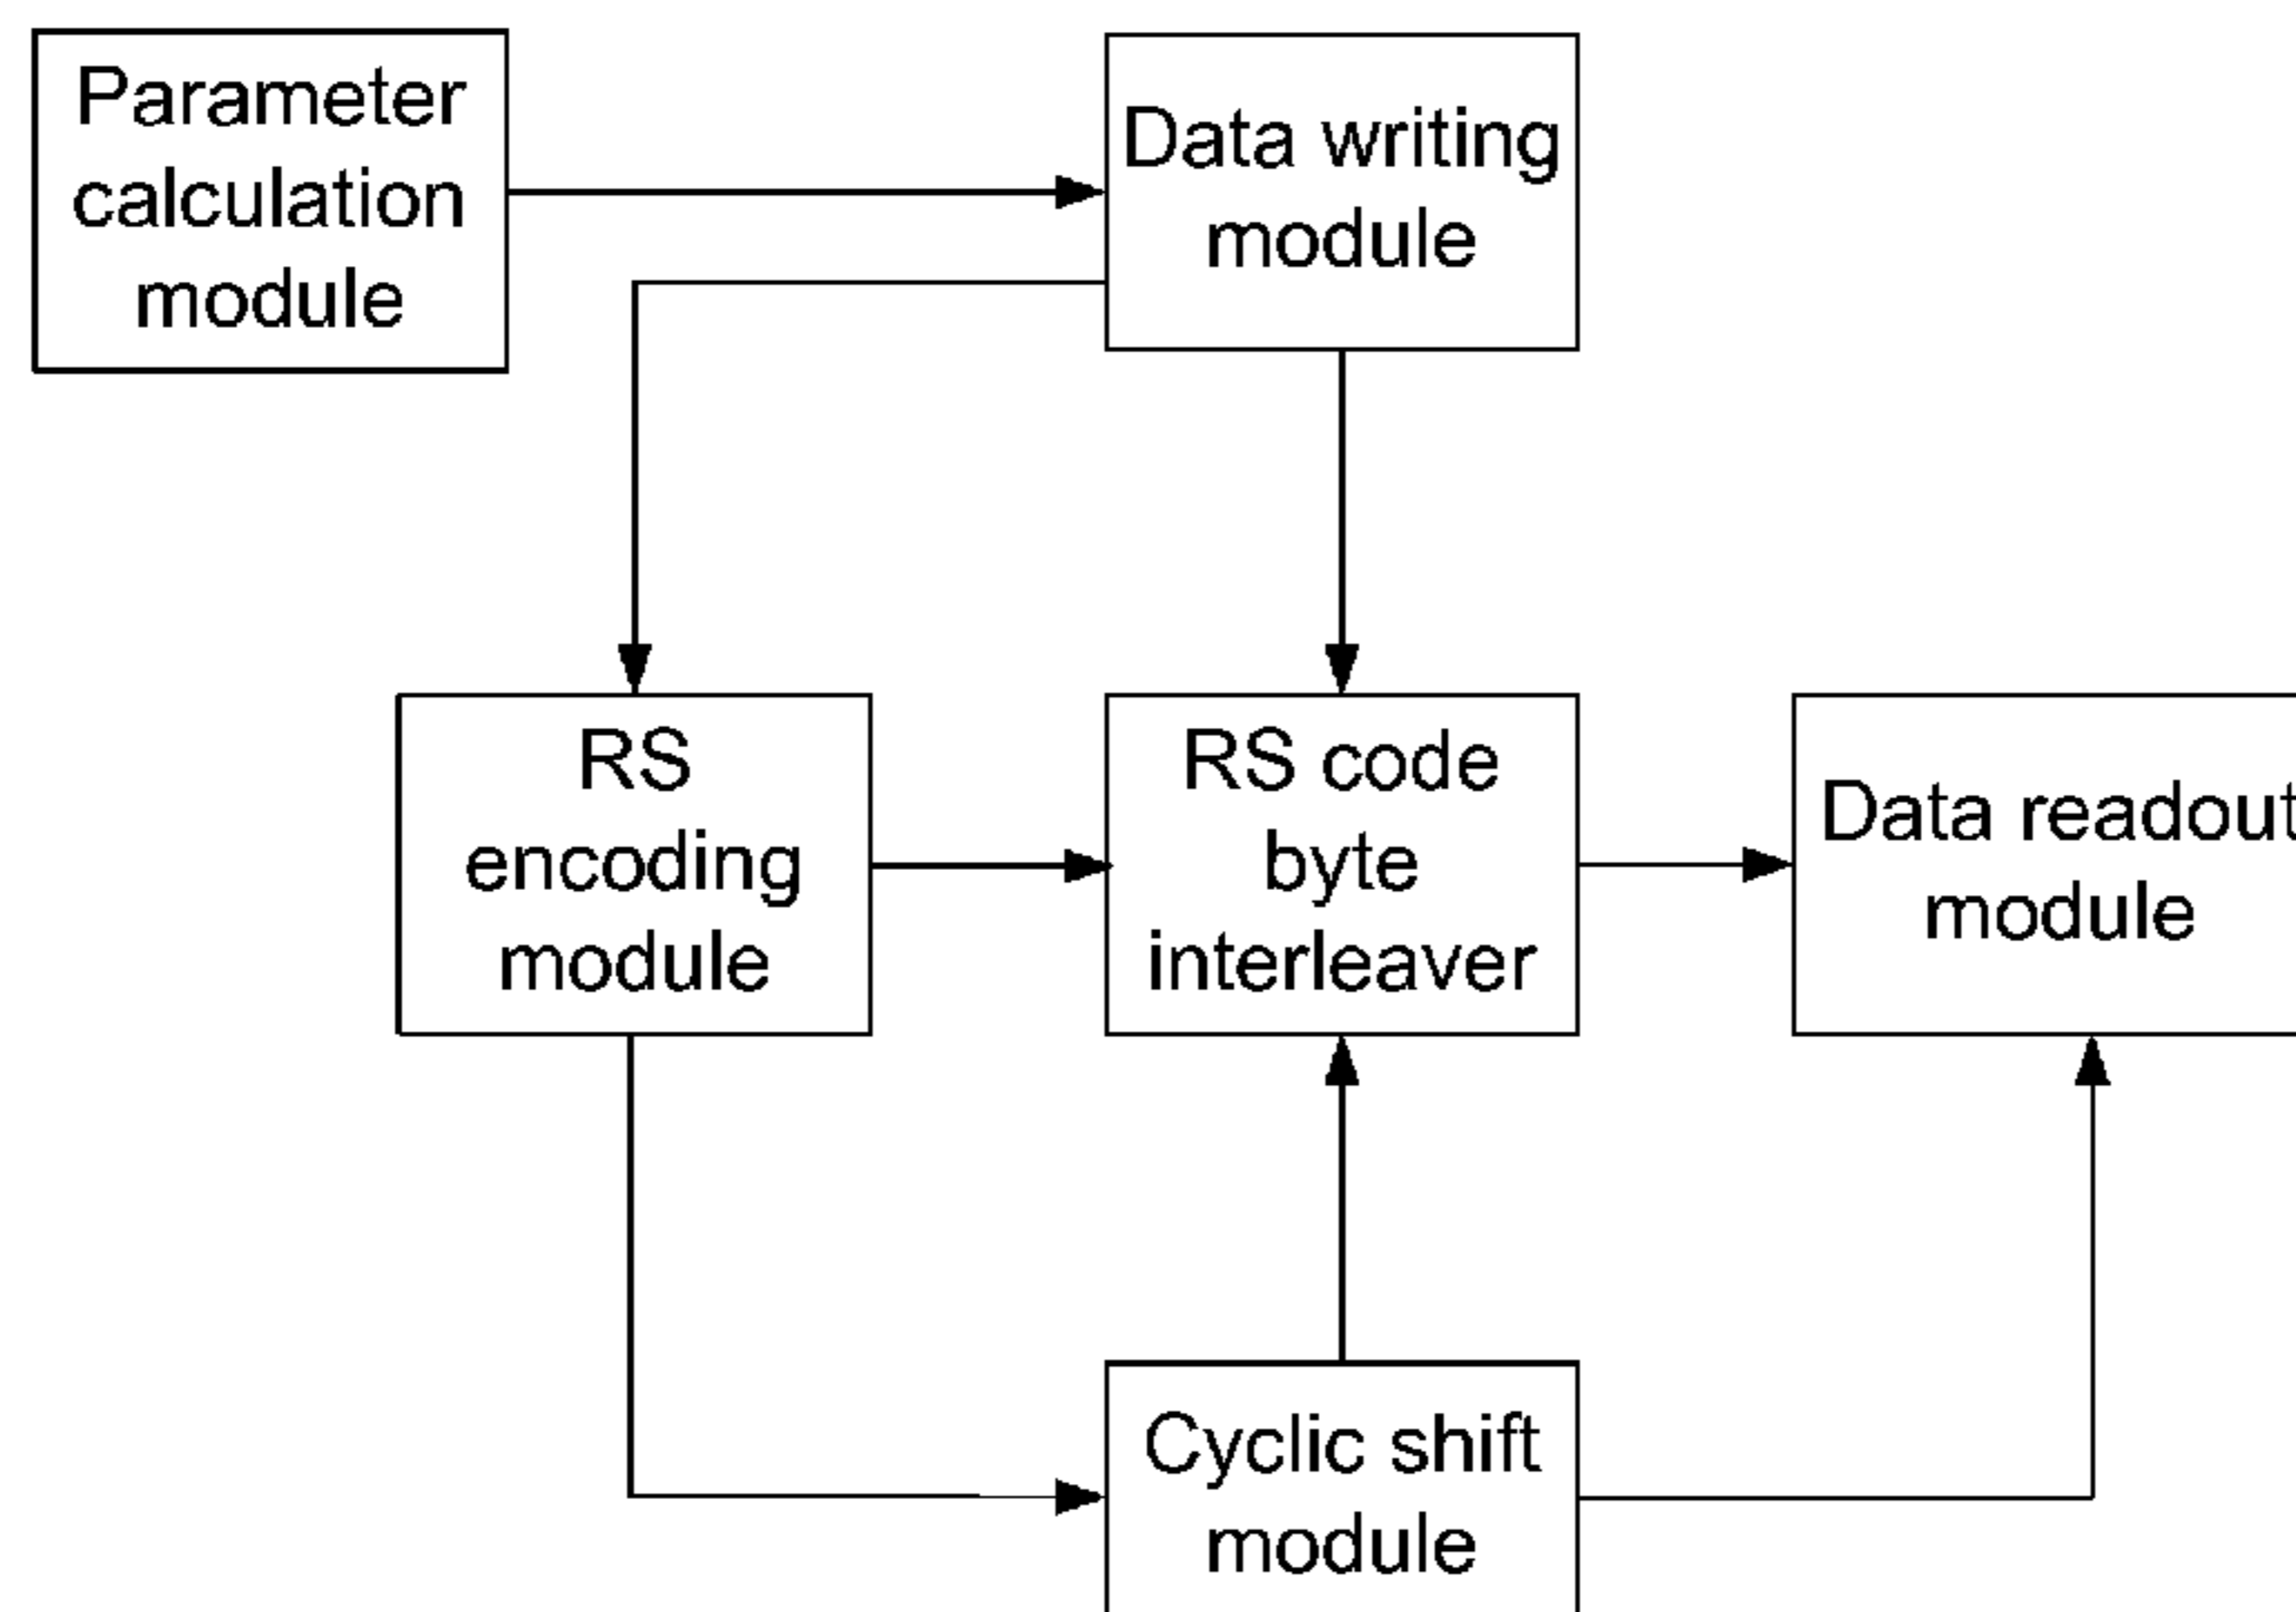 Parameter
calculation
module
Data writing
module
RS
encoding
module
RS code
byte
interleaver
Data readout
module
Cyclic shift
module